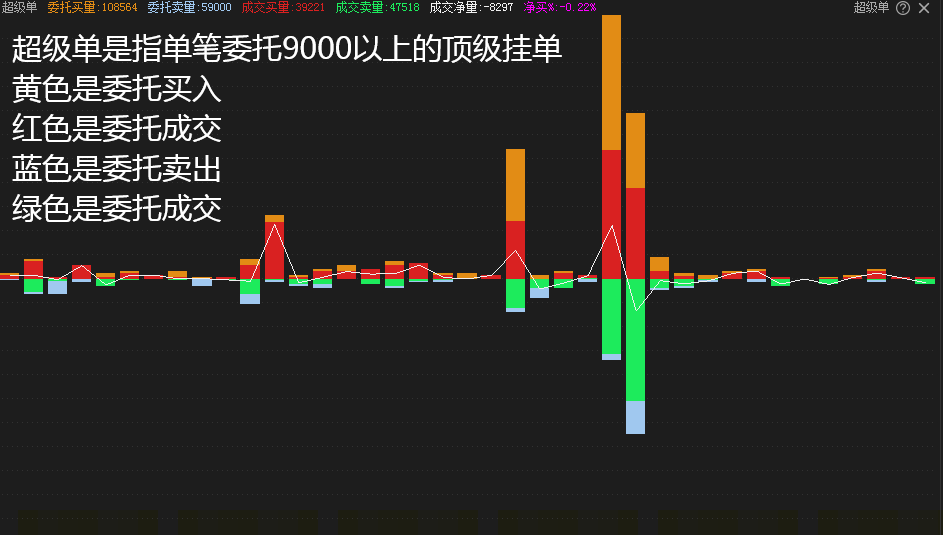 超级单 委托买量:108564 委托卖量:59000 成交买量:39221 成交卖量:47518 成交净量:-8297 净买%:-0.22% 超级单 ?
超级单是指单笔委托9000以上的顶级挂单
黄色是委托买入
红色是委托成交
蓝色是委托卖出
绿色是委托成交